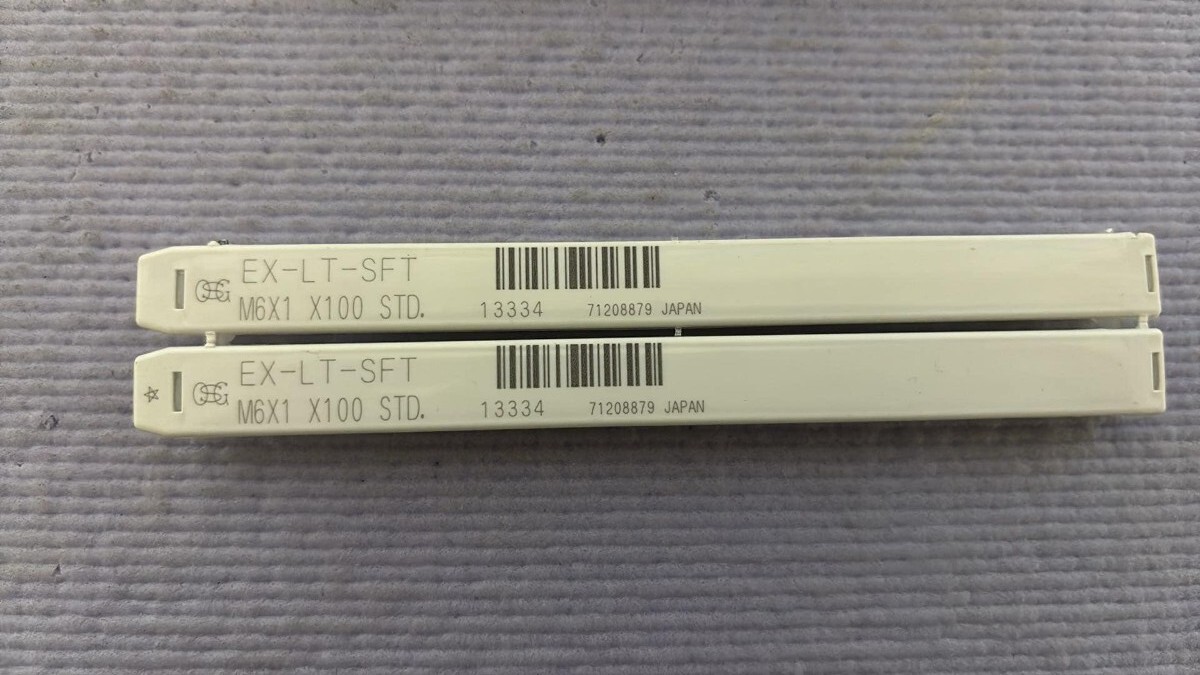 OSG EX-LT-SFT
M6X1 X100 STD. 13334 71208879 JAPAN
OSG EX-LT-SFT
M6X1 X100 STD. 13334 71208879 JAPAN